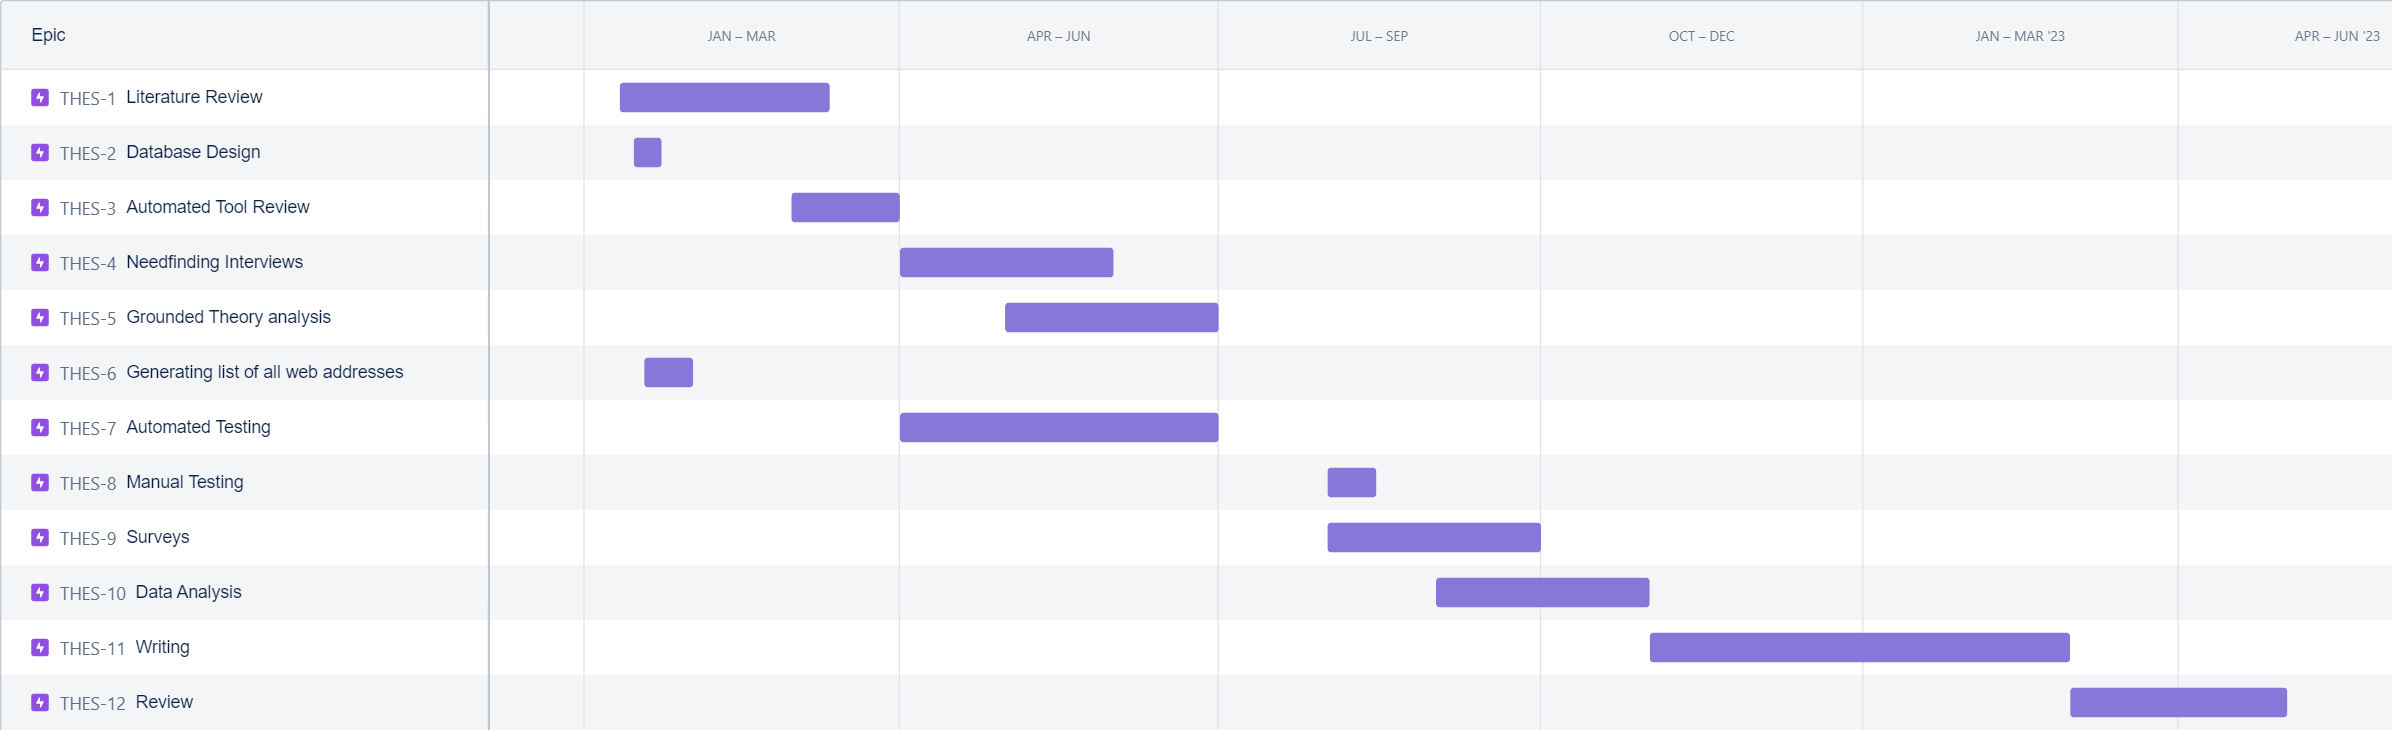 Epic
JAN – MAR
APR – JUN
JUL – SEP
OCT – DEC
JAN – MAR '23
APR – JUN '23
THES-1 Literature Review
THES-2 Database Design
THES-3 Automated Tool Review
THES-4 Needfinding Interviews
THES-5 Grounded Theory analysis
THES-6 Generating list of all web addresses
THES-7 Automated Testing
THES-8 Manual Testing
THES-9 Surveys
THES-10 Data Analysis
THES-11 Writing
THES-12 Review